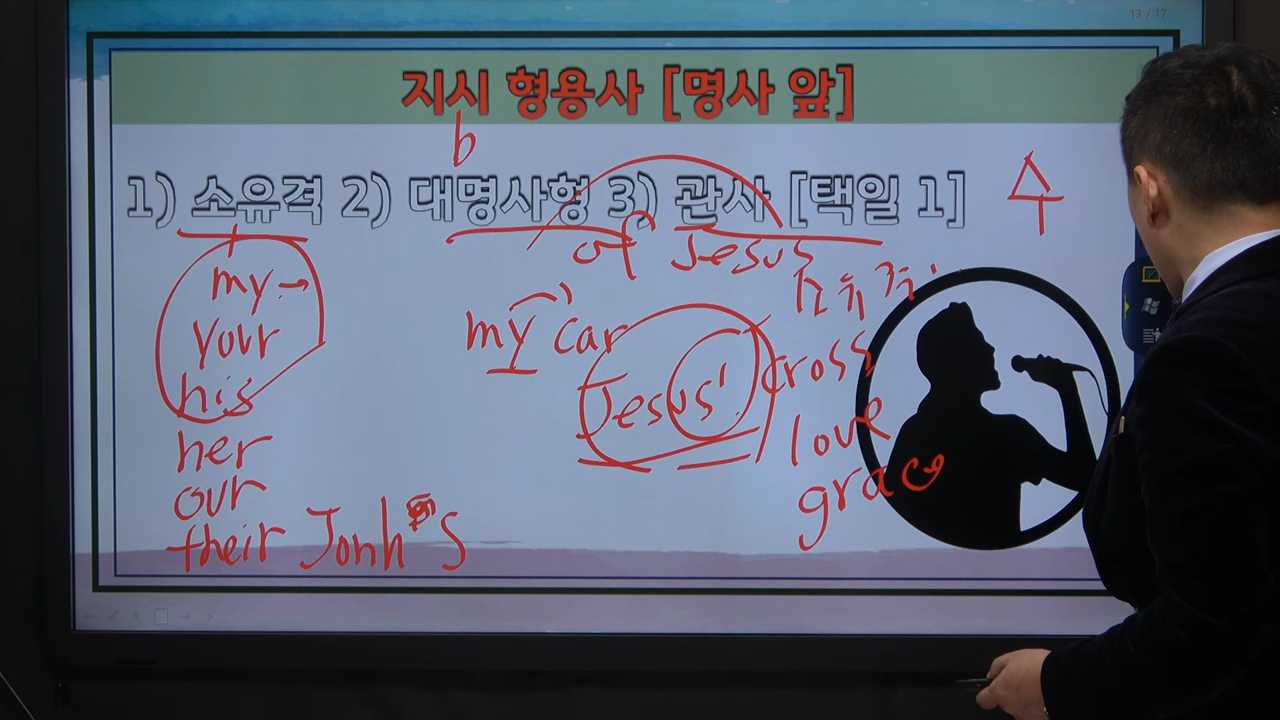 13 / 17
지시 형용사 [명사 앞]
b
1) 소유격 2) 대명사형 3) 관사 [택일 1]
수
of Jesus
my
your
his
her
our
their Jonh S
my car
Jesus'
cross
love
grace